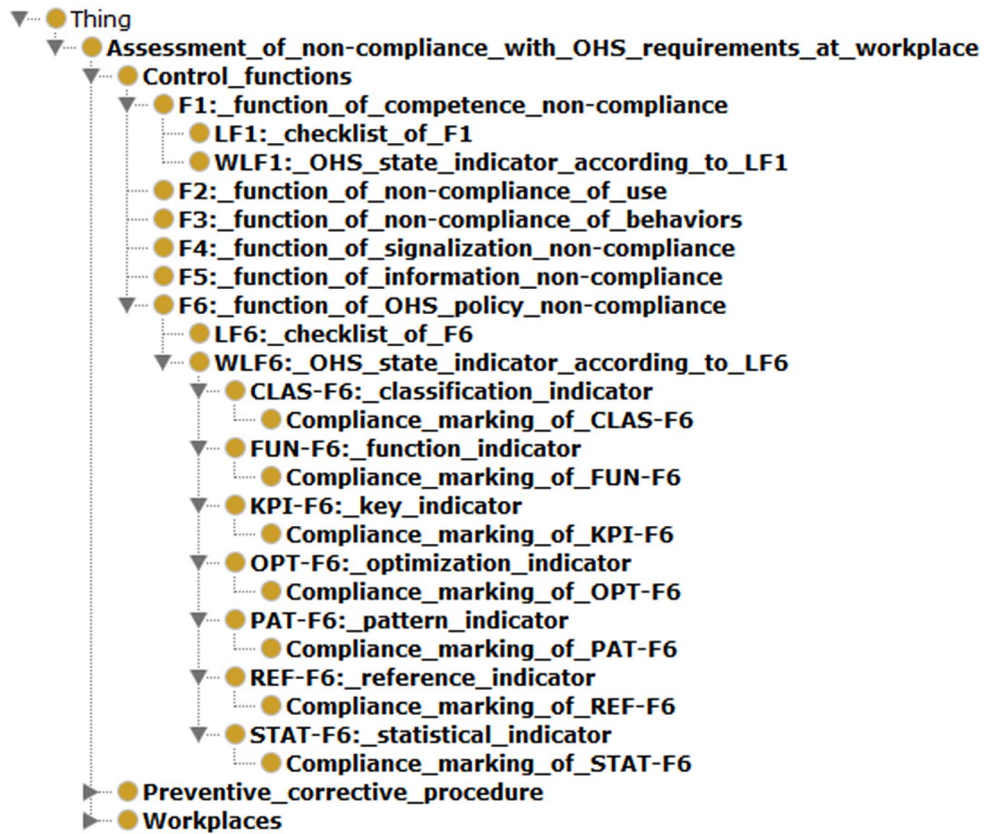 Thing
Assessment_of_non-compliance_with_OHS_requirements_at_workplace
Control_functions
F1:_function_of_competence_non-compliance
LF1:_checklist_of_F1
WLF1:_OHS_state_indicator_according_to_LF1
F2:_function_of_non-compliance_of_use
F3:_function_of_non-compliance_of_behaviors
F4:_function_of_signalization_non-compliance
F5:_function_of_information_non-compliance
F6:_function_of_OHS_policy_non-compliance
LF6:_checklist_of_F6
WLF6:_OHS_state_indicator_according_to_LF6
CLAS-F6:_classification_indicator
Compliance_marking_of_CLAS-F6
FUN-F6:_function_indicator
Compliance_marking_of_FUN-F6
KPI-F6:_key_indicator
Compliance_marking_of_KPI-F6
OPT-F6:_optimization_indicator
Compliance_marking_of_OPT-F6
PAT-F6:_pattern_indicator
Compliance_marking_of_PAT-F6
REF-F6:_reference_indicator
Compliance_marking_of_REF-F6
STAT-F6:_statistical_indicator
Compliance_marking_of_STAT-F6
Preventive_corrective_procedure
Workplaces